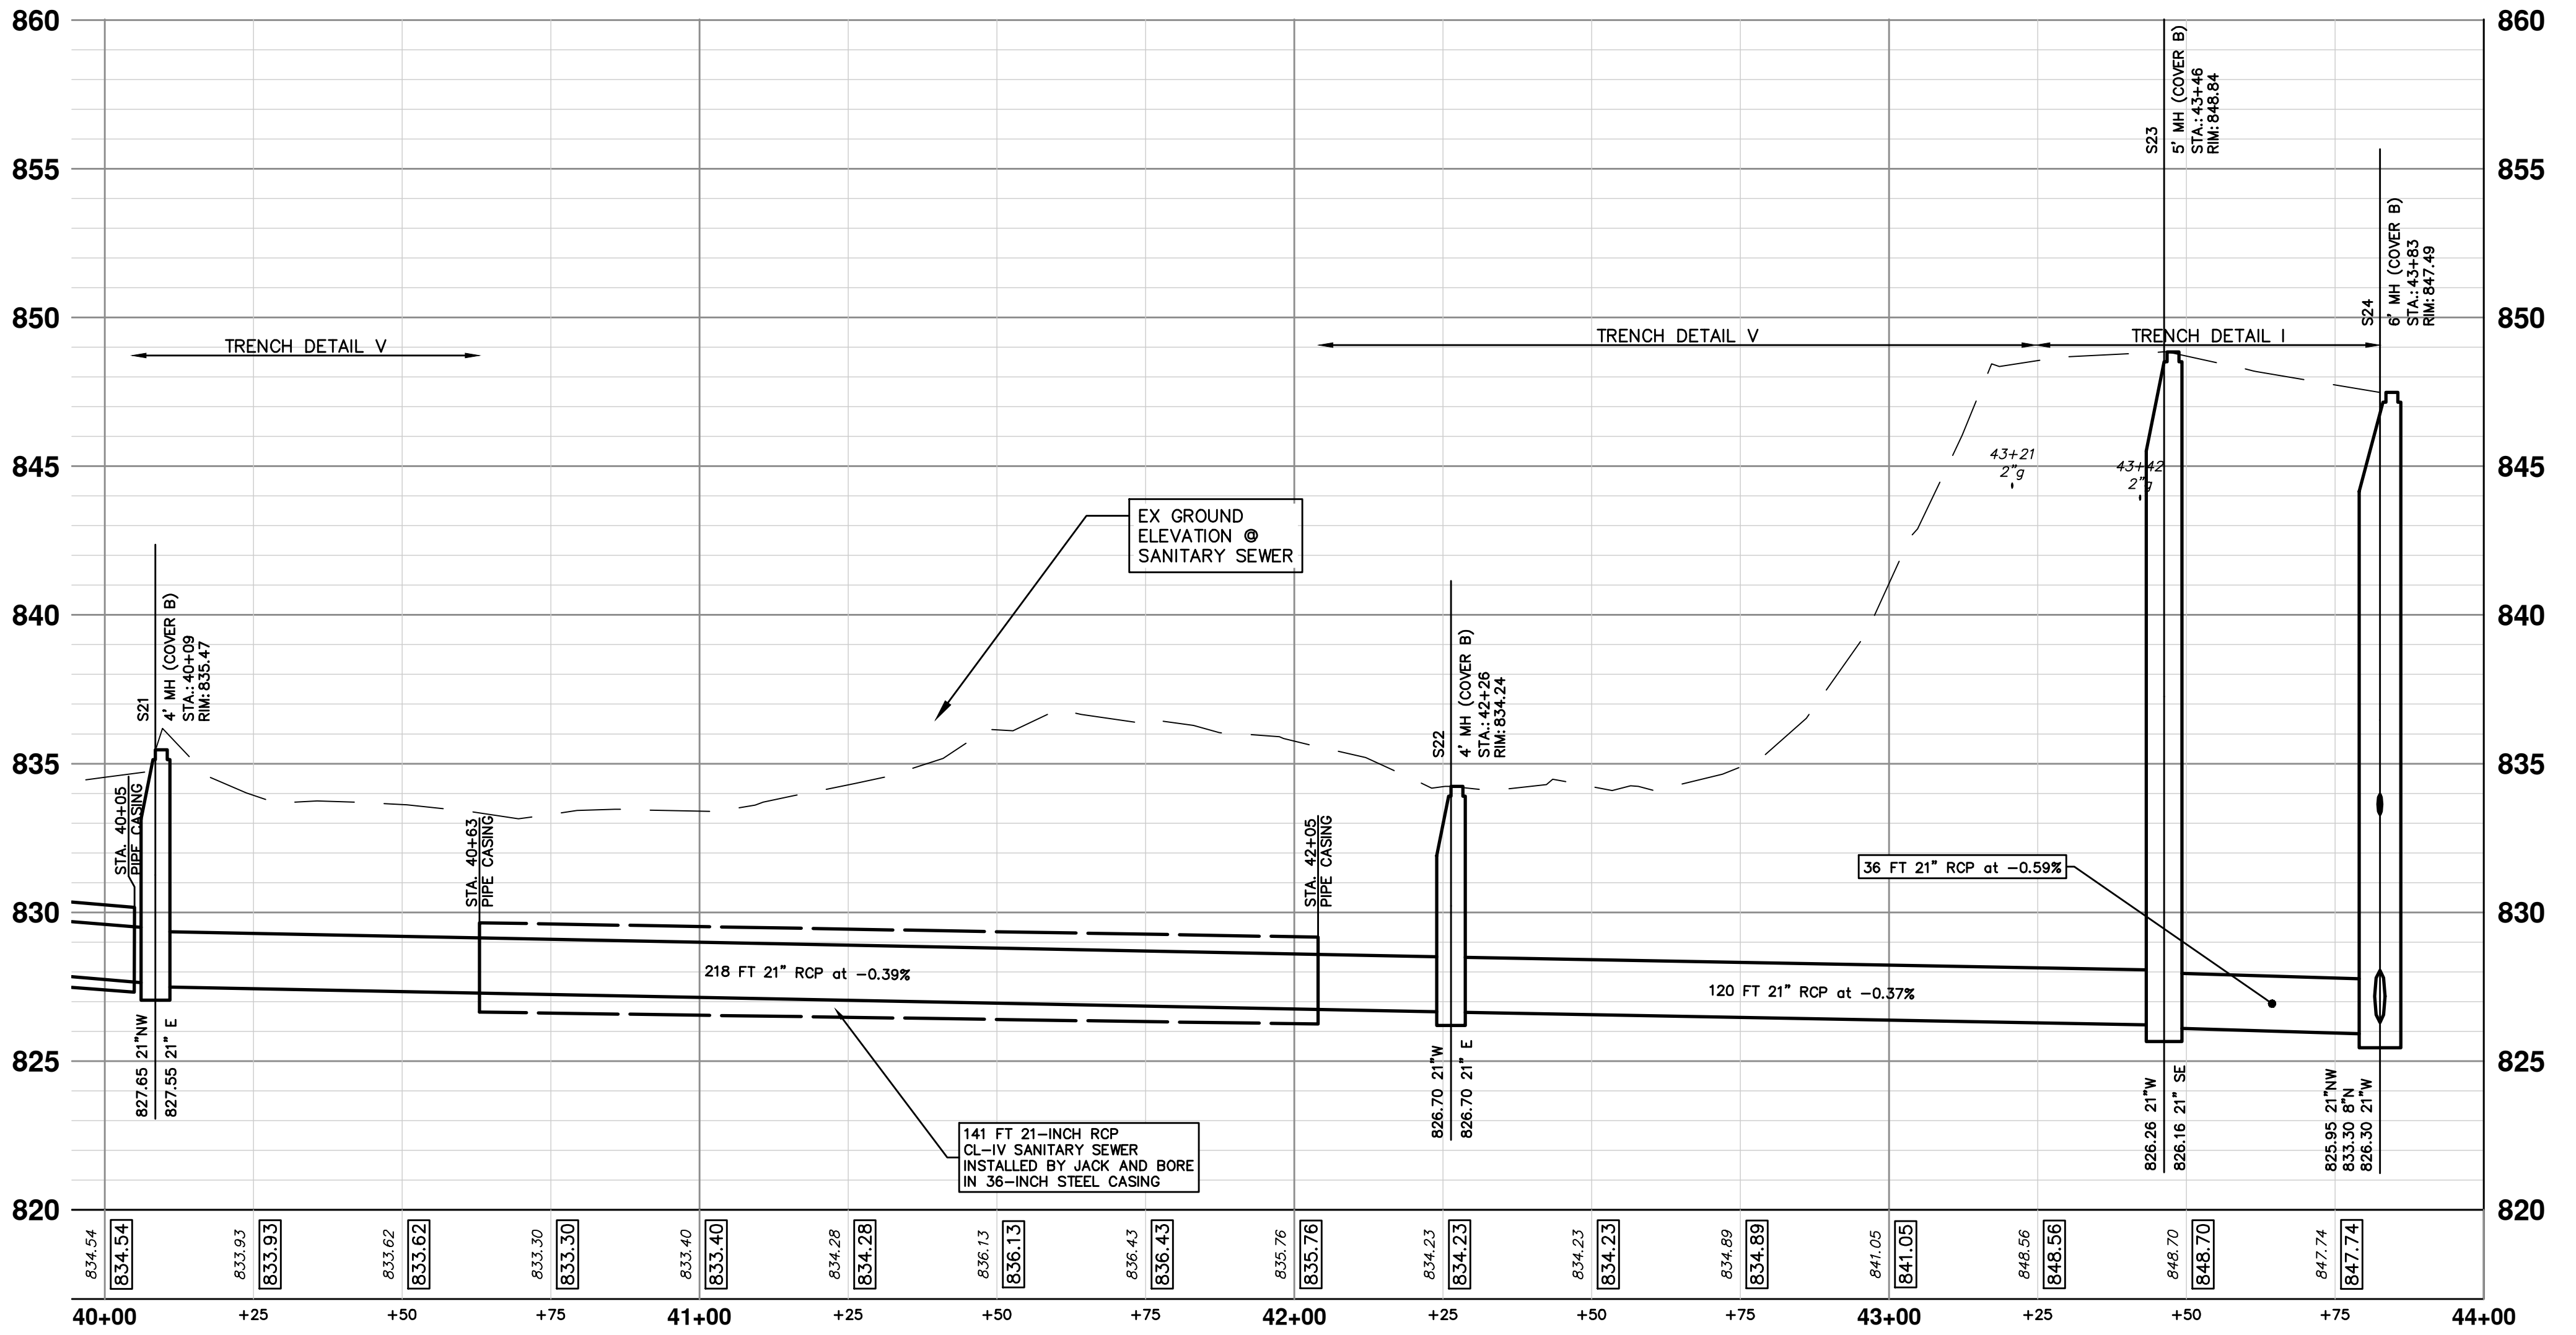 860
855
850
845
840
835
830
825
820
860
855
850
845
840
835
830
825
820
TRENCH DETAIL V
TRENCH DETAIL V
TRENCH DETAIL I
S21
4' MH (COVER B)
STA.: 40+09
RIM: 835.47
STA. 40+05
PIPE CASING
STA. 40+63
PIPE CASING
EX GROUND
ELEVATION @
SANITARY SEWER
STA. 42+05
PIPE CASING
S22
4' MH (COVER B)
STA.: 42+26
RIM: 834.24
43+21
2"g
43+42
2"g
S23
5' MH (COVER B)
STA.: 43+46
RIM: 848.84
S24
6' MH (COVER B)
STA.: 43+83
RIM: 847.49
36 FT 21" RCP at -0.59%
218 FT 21" RCP at -0.39%
120 FT 21" RCP at -0.37%
827.65 21"NW
827.55 21" E
826.70 21"W
826.70 21" E
826.26 21"W
826.16 21" SE
825.95 21"NW
833.30 8"N
826.30 21"W
141 FT 21-INCH RCP
CL-IV SANITARY SEWER
INSTALLED BY JACK AND BORE
IN 36-INCH STEEL CASING
834.54
834.54
833.93
833.93
833.62
833.62
833.30
833.30
833.40
833.40
834.28
834.28
836.13
836.13
836.43
836.43
835.76
835.76
834.23
834.23
834.23
834.23
834.89
834.89
841.05
841.05
848.56
848.56
848.70
848.70
847.74
847.74
40+00 +25 +50 +75 41+00 +25 +50 +75 42+00 +25 +50 +75 43+00 +25 +50 +75 44+00